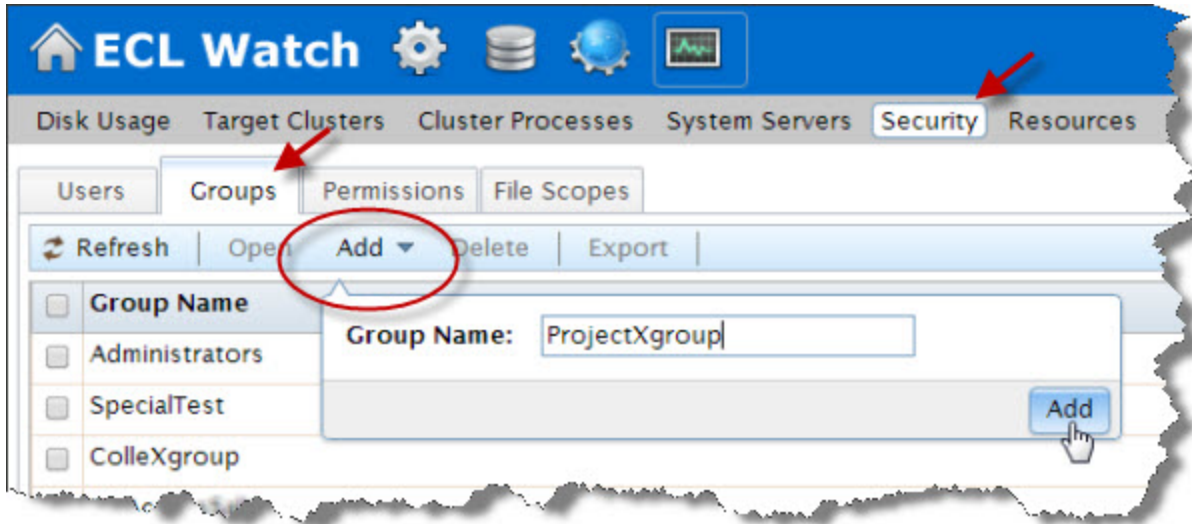 ECL Watch
Disk Usage Target Clusters Cluster Processes System Servers Security Resources
Users Groups Permissions File Scopes
Refresh Open Add Delete Export
Group Name
Group Name: ProjectXgroup
Administrators
SpecialTest
Add
ColleXgroup